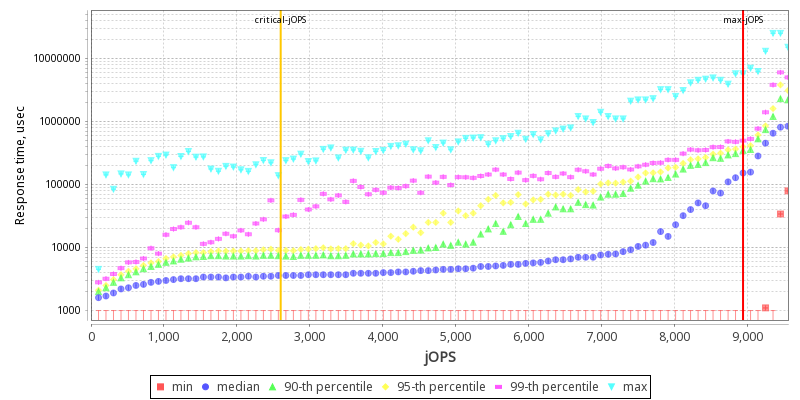 critical-jOPS max-jOPS
Response time, usec
10000000
1000000
100000
10000
1000
0 1,000 2,000 3,000 4,000 5,000 6,000 7,000 8,000 9,000
jOPS
min median 90-th percentile 95-th percentile 99-th percentile max